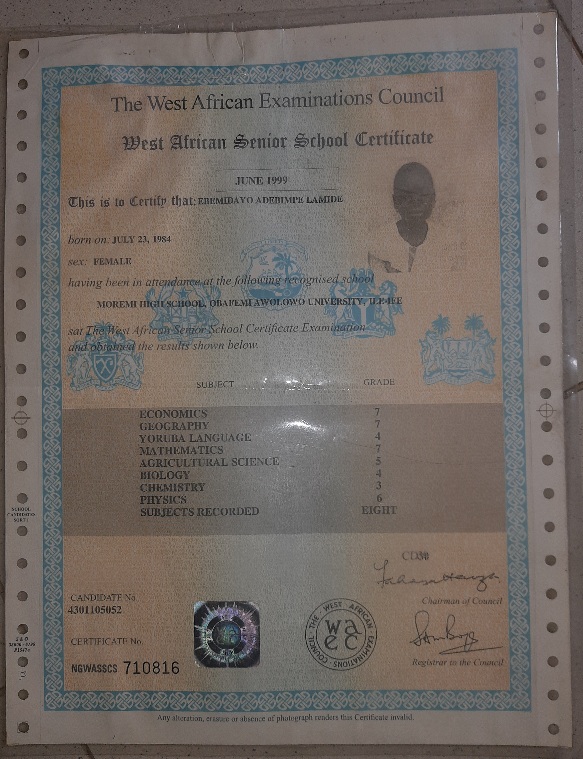 The West African Examinations Council
West African Senior School Certificate
JUNE 1999
This is to Certify that: EBEMIDAYO ADEBIMPE LAMIDE
born on: JULY 23, 1984
sex: FEMALE
having been in attendance at the following recognised school
MOREMI HIGH SCHOOL, OBAFEMI AWOLOWO UNIVERSITY, ILE-IFE
sat The West African Senior School Certificate Examination
and obtained the results shown below.
SUBJECT GRADE
ECONOMICS 7
GEOGRAPHY 7
YORUBA LANGUAGE 4
MATHEMATICS 7
AGRICULTURAL SCIENCE 5
BIOLOGY 4
CHEMISTRY 3
PHYSICS 6
SUBJECTS RECORDED EIGHT
SCHOOL
CANDIDATES
Chairman of Council
CANDIDATE No.
4301105052
CERTIFICATE No.
NGWASSCS 710816
THE WEST AFRICAN EXAMINATIONS COUNCIL
waec
Registrar to the Council
Any alteration, erasure or absence of photograph renders this Certificate invalid.